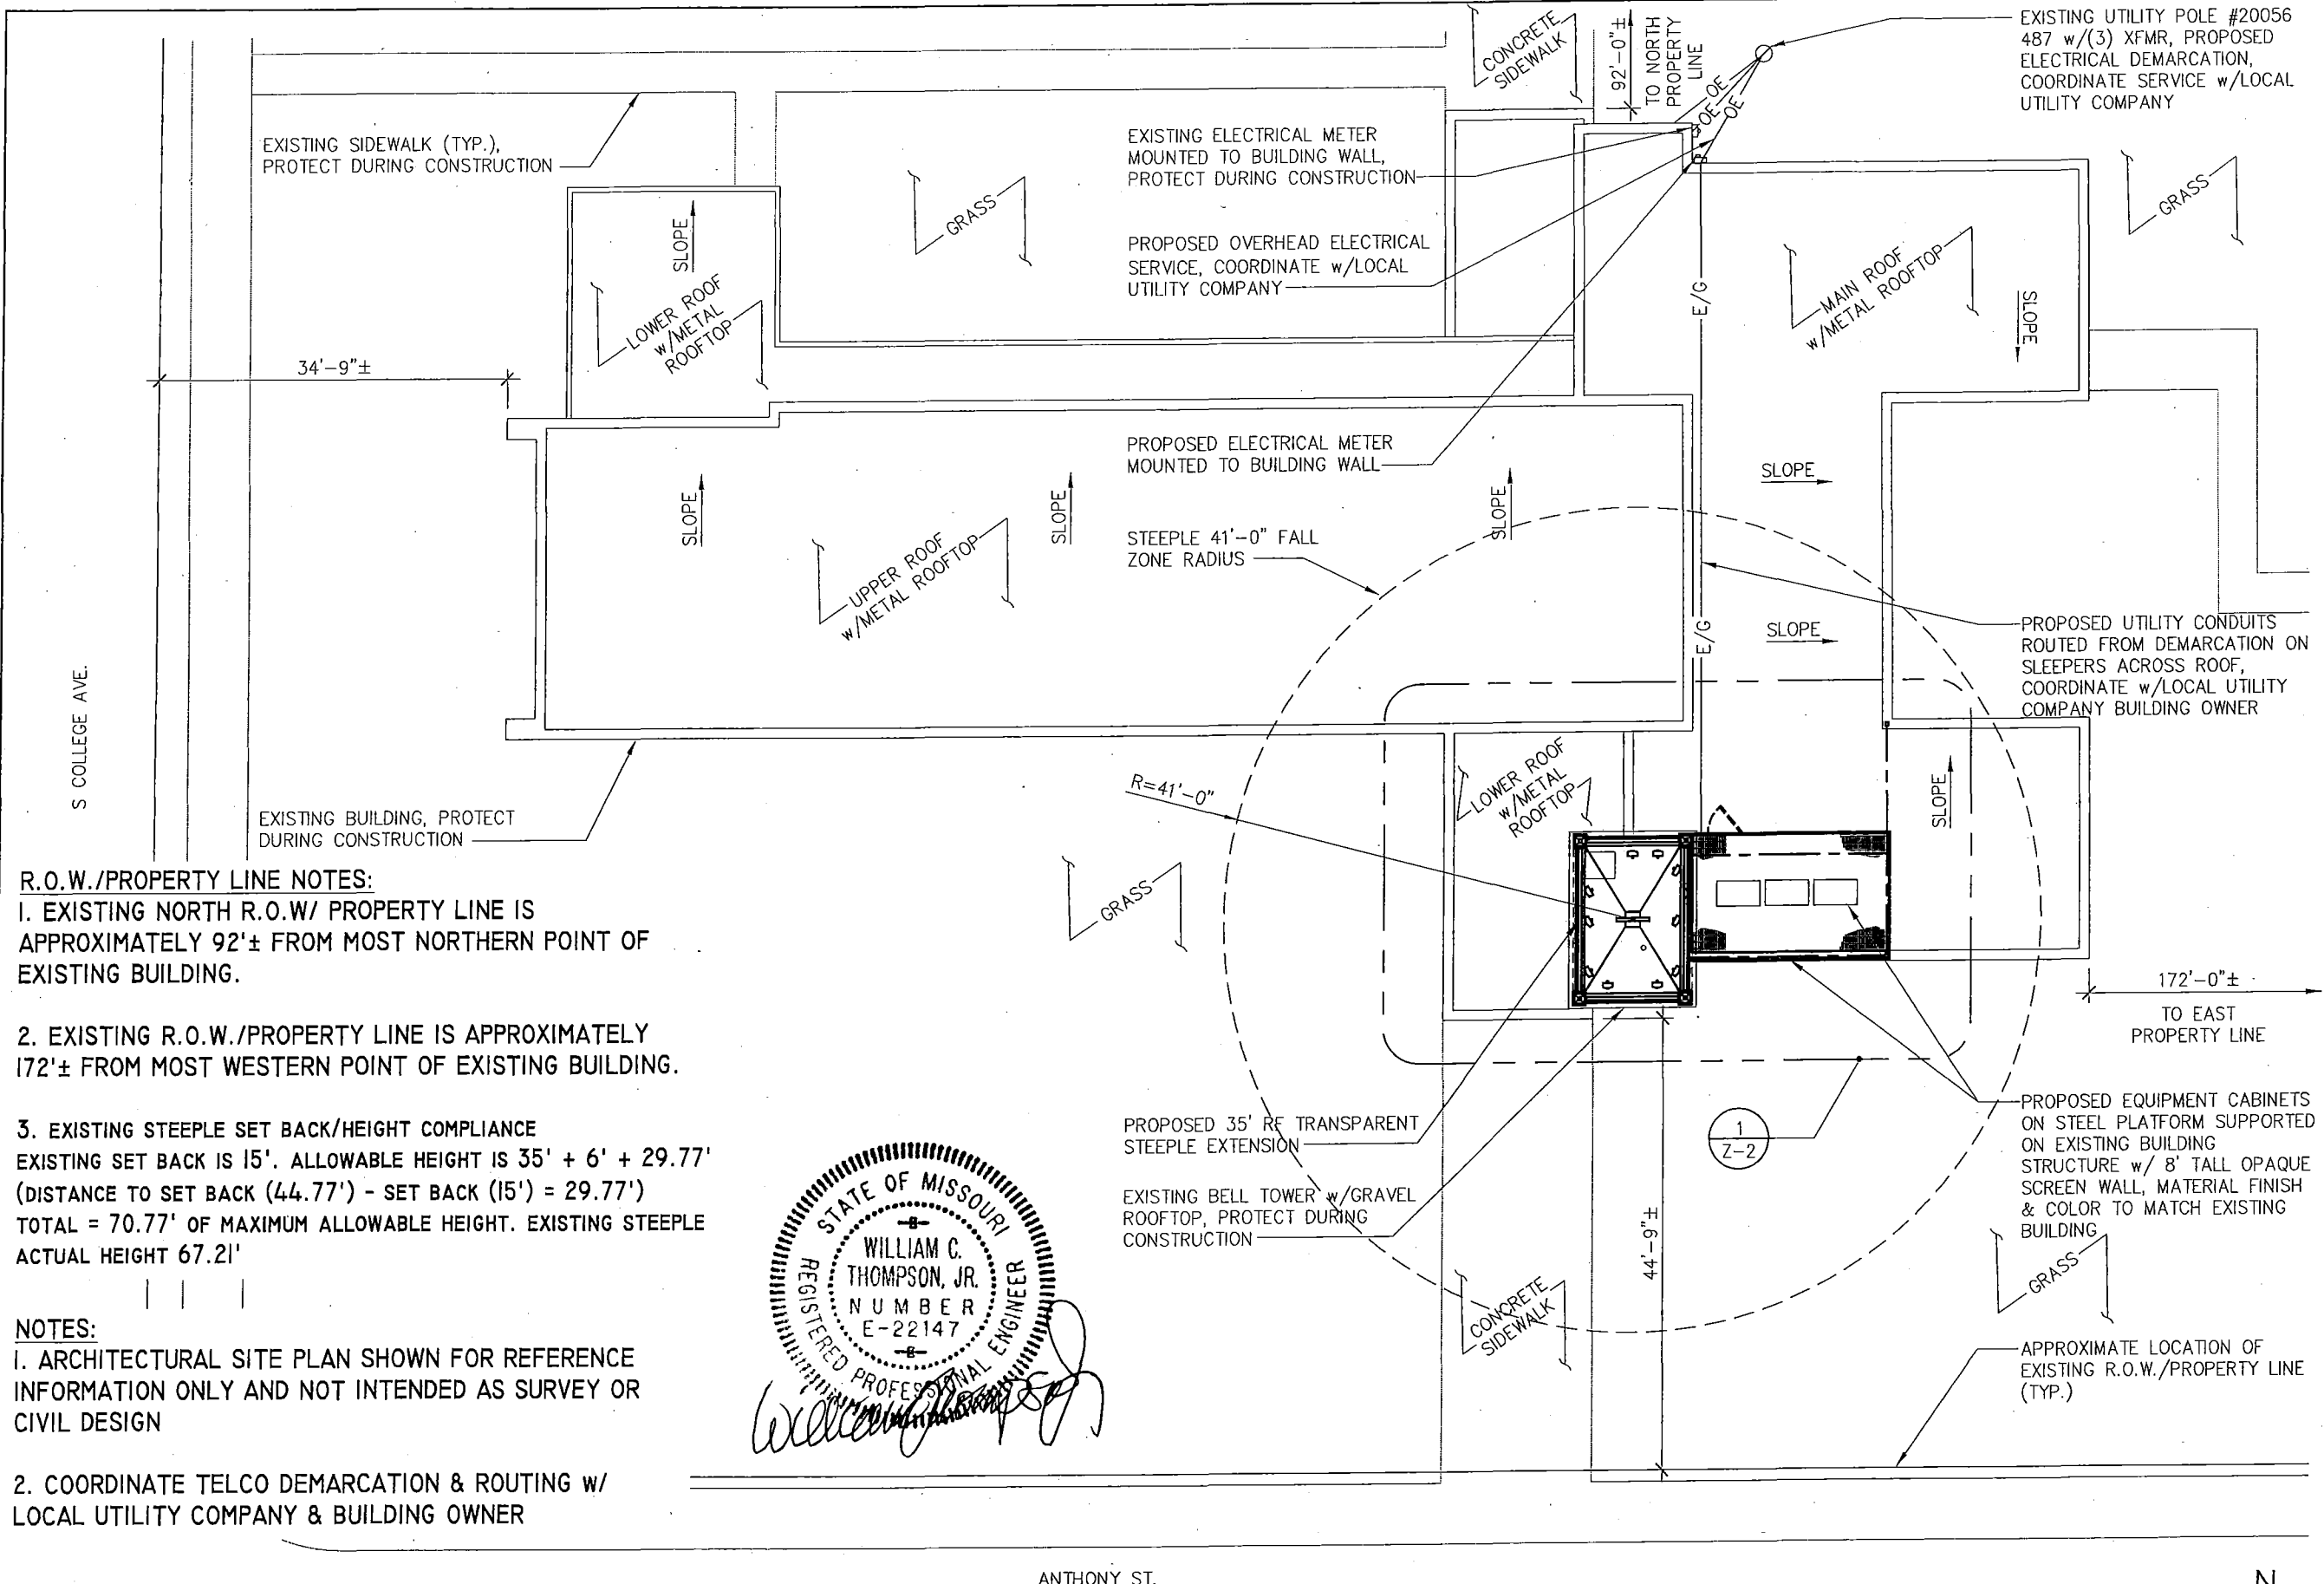 EXISTING UTILITY POLE #20056
487 w/(3) XFMR, PROPOSED
ELECTRICAL DEMARCATION,
COORDINATE SERVICE w/LOCAL
UTILITY COMPANY
CONCRETE
SIDEWALK
92'-0"±
TO NORTH
PROPERTY
LINE
OE
OE
OE
EXISTING SIDEWALK (TYP.),
PROTECT DURING CONSTRUCTION
EXISTING ELECTRICAL METER
MOUNTED TO BUILDING WALL,
PROTECT DURING CONSTRUCTION
GRASS
GRASS
SLOPE
PROPOSED OVERHEAD ELECTRICAL
SERVICE, COORDINATE w/LOCAL
UTILITY COMPANY
LOWER ROOF
w/METAL
ROOFTOP
E/G
MAIN ROOF
w/METAL ROOFTOP
SLOPE
34'-9"±
PROPOSED ELECTRICAL METER
MOUNTED TO BUILDING WALL
SLOPE
SLOPE
SLOPE
SLOPE
STEEPLE 41'-0" FALL
ZONE RADIUS
UPPER ROOF
w/METAL ROOFTOP
E/G
SLOPE
PROPOSED UTILITY CONDUITS
ROUTED FROM DEMARCATION ON
SLEEPERS ACROSS ROOF,
COORDINATE w/LOCAL UTILITY
COMPANY BUILDING OWNER
S COLLEGE AVE.
R=41'-0"
LOWER ROOF
w/METAL
ROOFTOP
SLOPE
EXISTING BUILDING, PROTECT
DURING CONSTRUCTION
GRASS
R.O.W./PROPERTY LINE NOTES:
1. EXISTING NORTH R.O.W/ PROPERTY LINE IS
APPROXIMATELY 92'± FROM MOST NORTHERN POINT OF
EXISTING BUILDING.
2. EXISTING R.O.W./PROPERTY LINE IS APPROXIMATELY
172'± FROM MOST WESTERN POINT OF EXISTING BUILDING.
3. EXISTING STEEPLE SET BACK/HEIGHT COMPLIANCE
EXISTING SET BACK IS 15'. ALLOWABLE HEIGHT IS 35' + 6' + 29.77'
(DISTANCE TO SET BACK (44.77') - SET BACK (15') = 29.77')
TOTAL = 70.77' OF MAXIMUM ALLOWABLE HEIGHT. EXISTING STEEPLE
ACTUAL HEIGHT 67.21'
172'-0"±
TO EAST
PROPERTY LINE
PROPOSED 35' RF TRANSPARENT
STEEPLE EXTENSION
1
Z-2
PROPOSED EQUIPMENT CABINETS
ON STEEL PLATFORM SUPPORTED
ON EXISTING BUILDING
STRUCTURE w/ 8' TALL OPAQUE
SCREEN WALL, MATERIAL FINISH
& COLOR TO MATCH EXISTING
BUILDING
EXISTING BELL TOWER w/GRAVEL
ROOFTOP, PROTECT DURING
CONSTRUCTION
44'-9"±
GRASS
CONCRETE
SIDEWALK
STATE OF MISSOURI
WILLIAM C.
THOMPSON, JR.
NUMBER
E-22147
REGISTERED PROFESSIONAL ENGINEER
NOTES:
1. ARCHITECTURAL SITE PLAN SHOWN FOR REFERENCE
INFORMATION ONLY AND NOT INTENDED AS SURVEY OR
CIVIL DESIGN
2. COORDINATE TELCO DEMARCATION & ROUTING W/
LOCAL UTILITY COMPANY & BUILDING OWNER
APPROXIMATE LOCATION OF
EXISTING R.O.W./PROPERTY LINE
(TYP.)
ANTHONY ST.
N